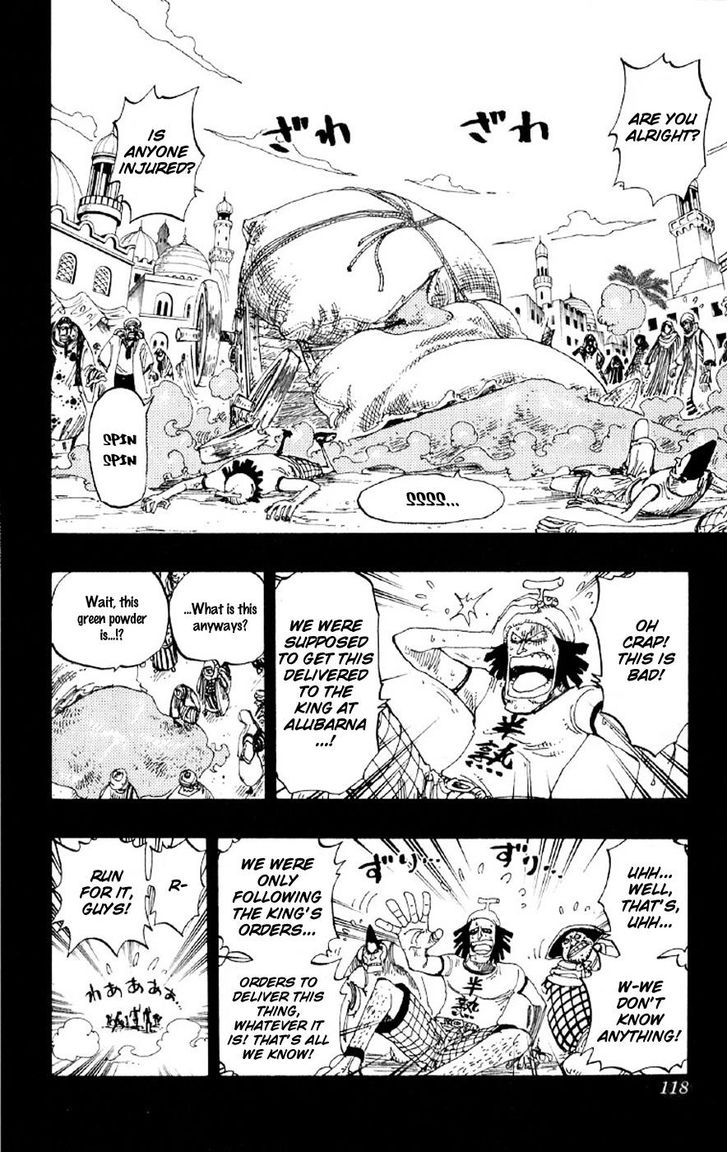 ARE YOU
ALRIGHT?
ざわ
ざわ
IS
ANYONE
INJURED?
SPIN
SPIN
????...
OH
CRAP!
THIS IS
BAD!
WE WERE
SUPPOSED
TO GET THIS
DELIVERED
TO THE
KING AT
ALUBARNA
...!
半熟
...What is this
anyways?
Wait, this
green powder
is...!?
UHH...
WELL,
THAT'S,
UHH...
W-WE
DON'T
KNOW
ANYTHING!
ずり...
ずり...
半熟
WE WERE
ONLY
FOLLOWING
THE KING'S
ORDERS...
ORDERS TO
DELIVER THIS
THING,
WHATEVER IT
IS! THAT'S ALL
WE KNOW!
R-
RUN
FOR IT,
GUYS!
わあああぁ...
118